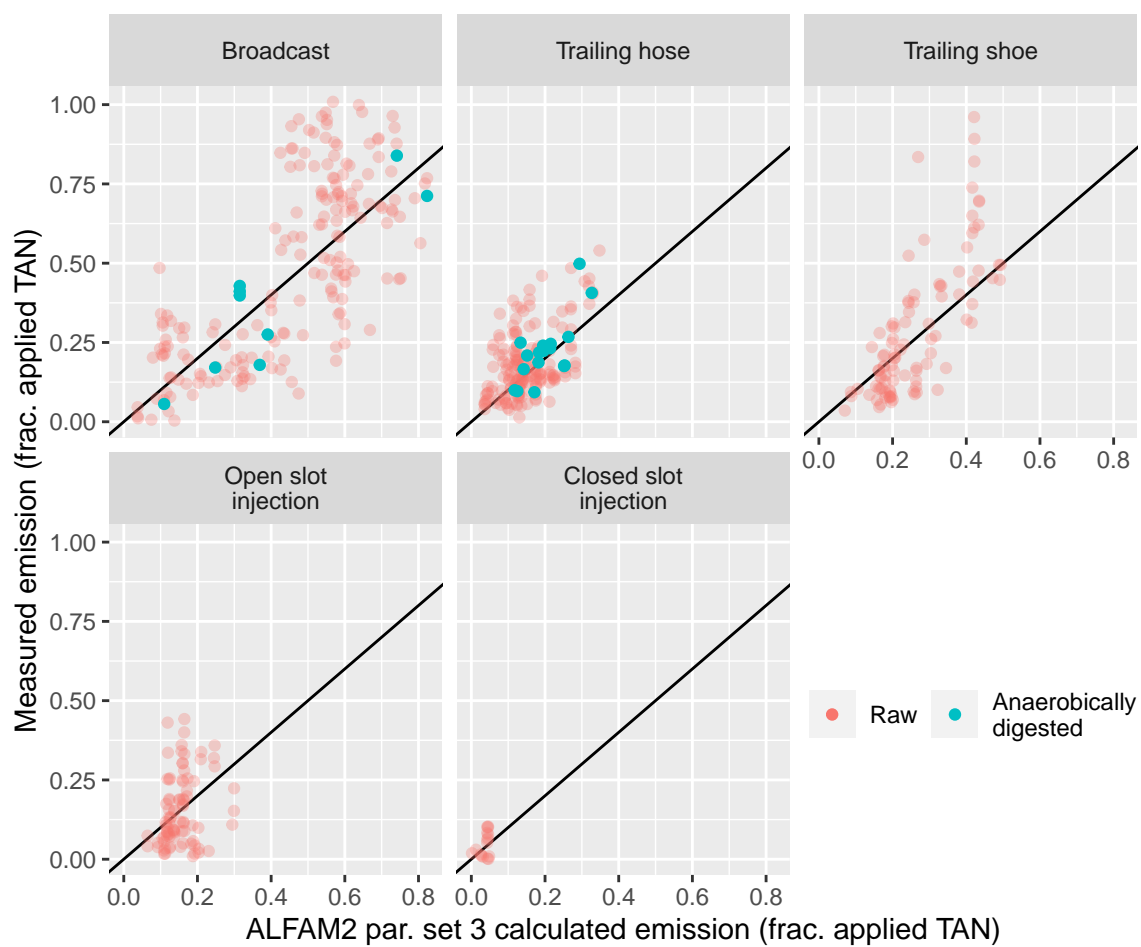 Broadcast
Trailing hose
Trailing shoe
1.00
0.75
0.50
0.25
0.00
0.0 0.2 0.4 0.6 0.8
Open slot
injection
Closed slot
injection
1.00
0.75
0.50
0.25
0.00
0.0 0.2 0.4 0.6 0.8
0.0 0.2 0.4 0.6 0.8
Measured emission (frac. applied TAN)
ALFAM2 par. set 3 calculated emission (frac. applied TAN)
Raw
Anaerobically
digested